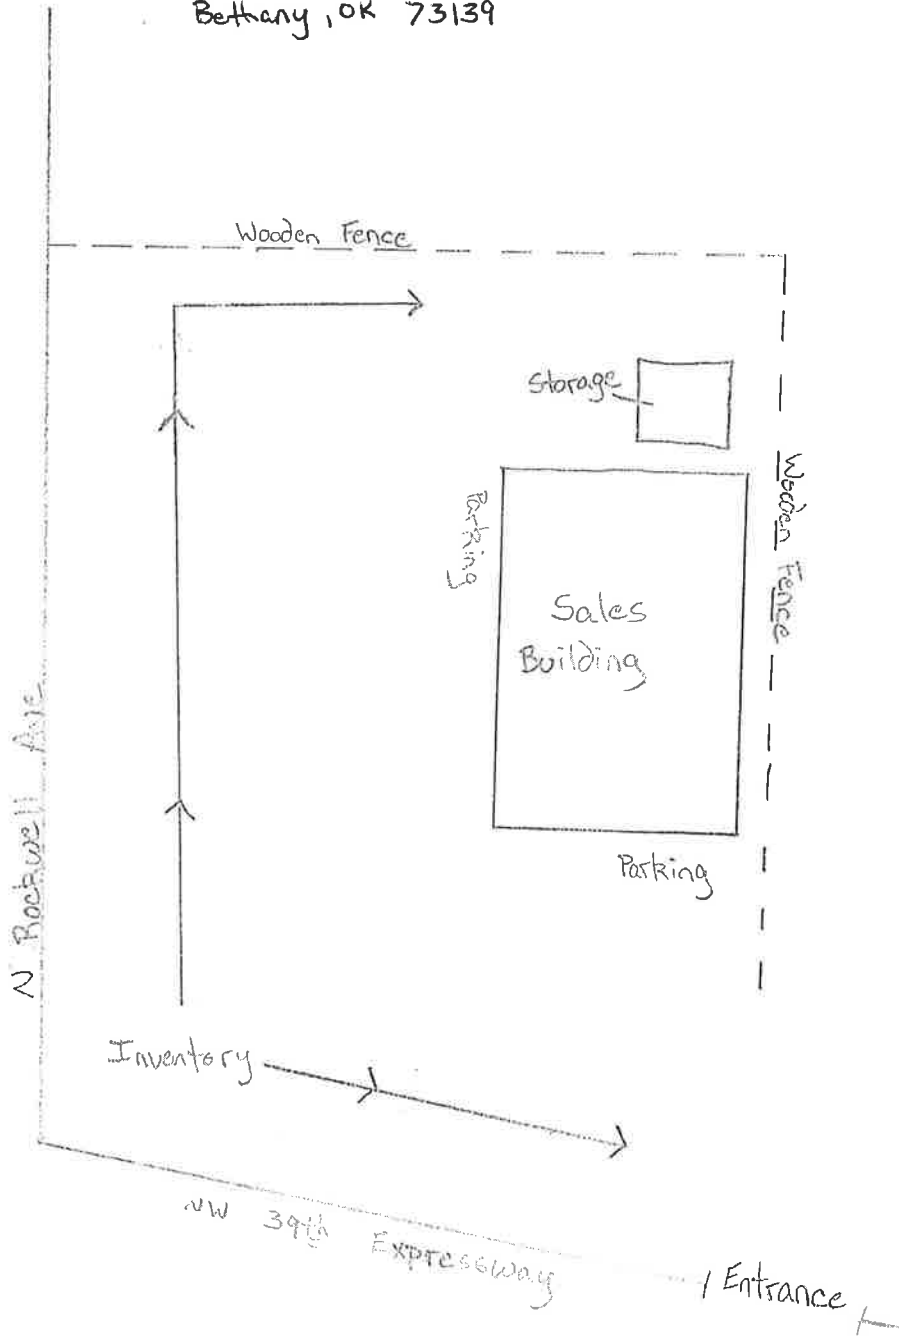 Bethany, OK 73139
Wooden Fence
Storage
Wooden Fence
Parking
Sales
Building
Parking
N Rockwell Ave
Inventory
NW 39th Expressway
Entrance